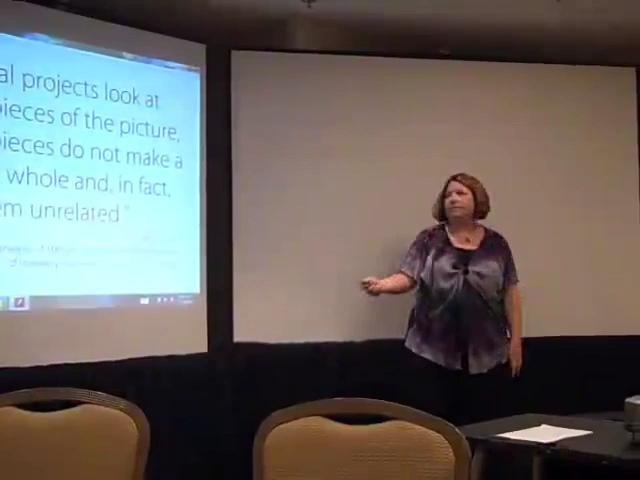 al projects look at
pieces of the picture,
pieces do not make a
whole and, in fact,
em unrelated"